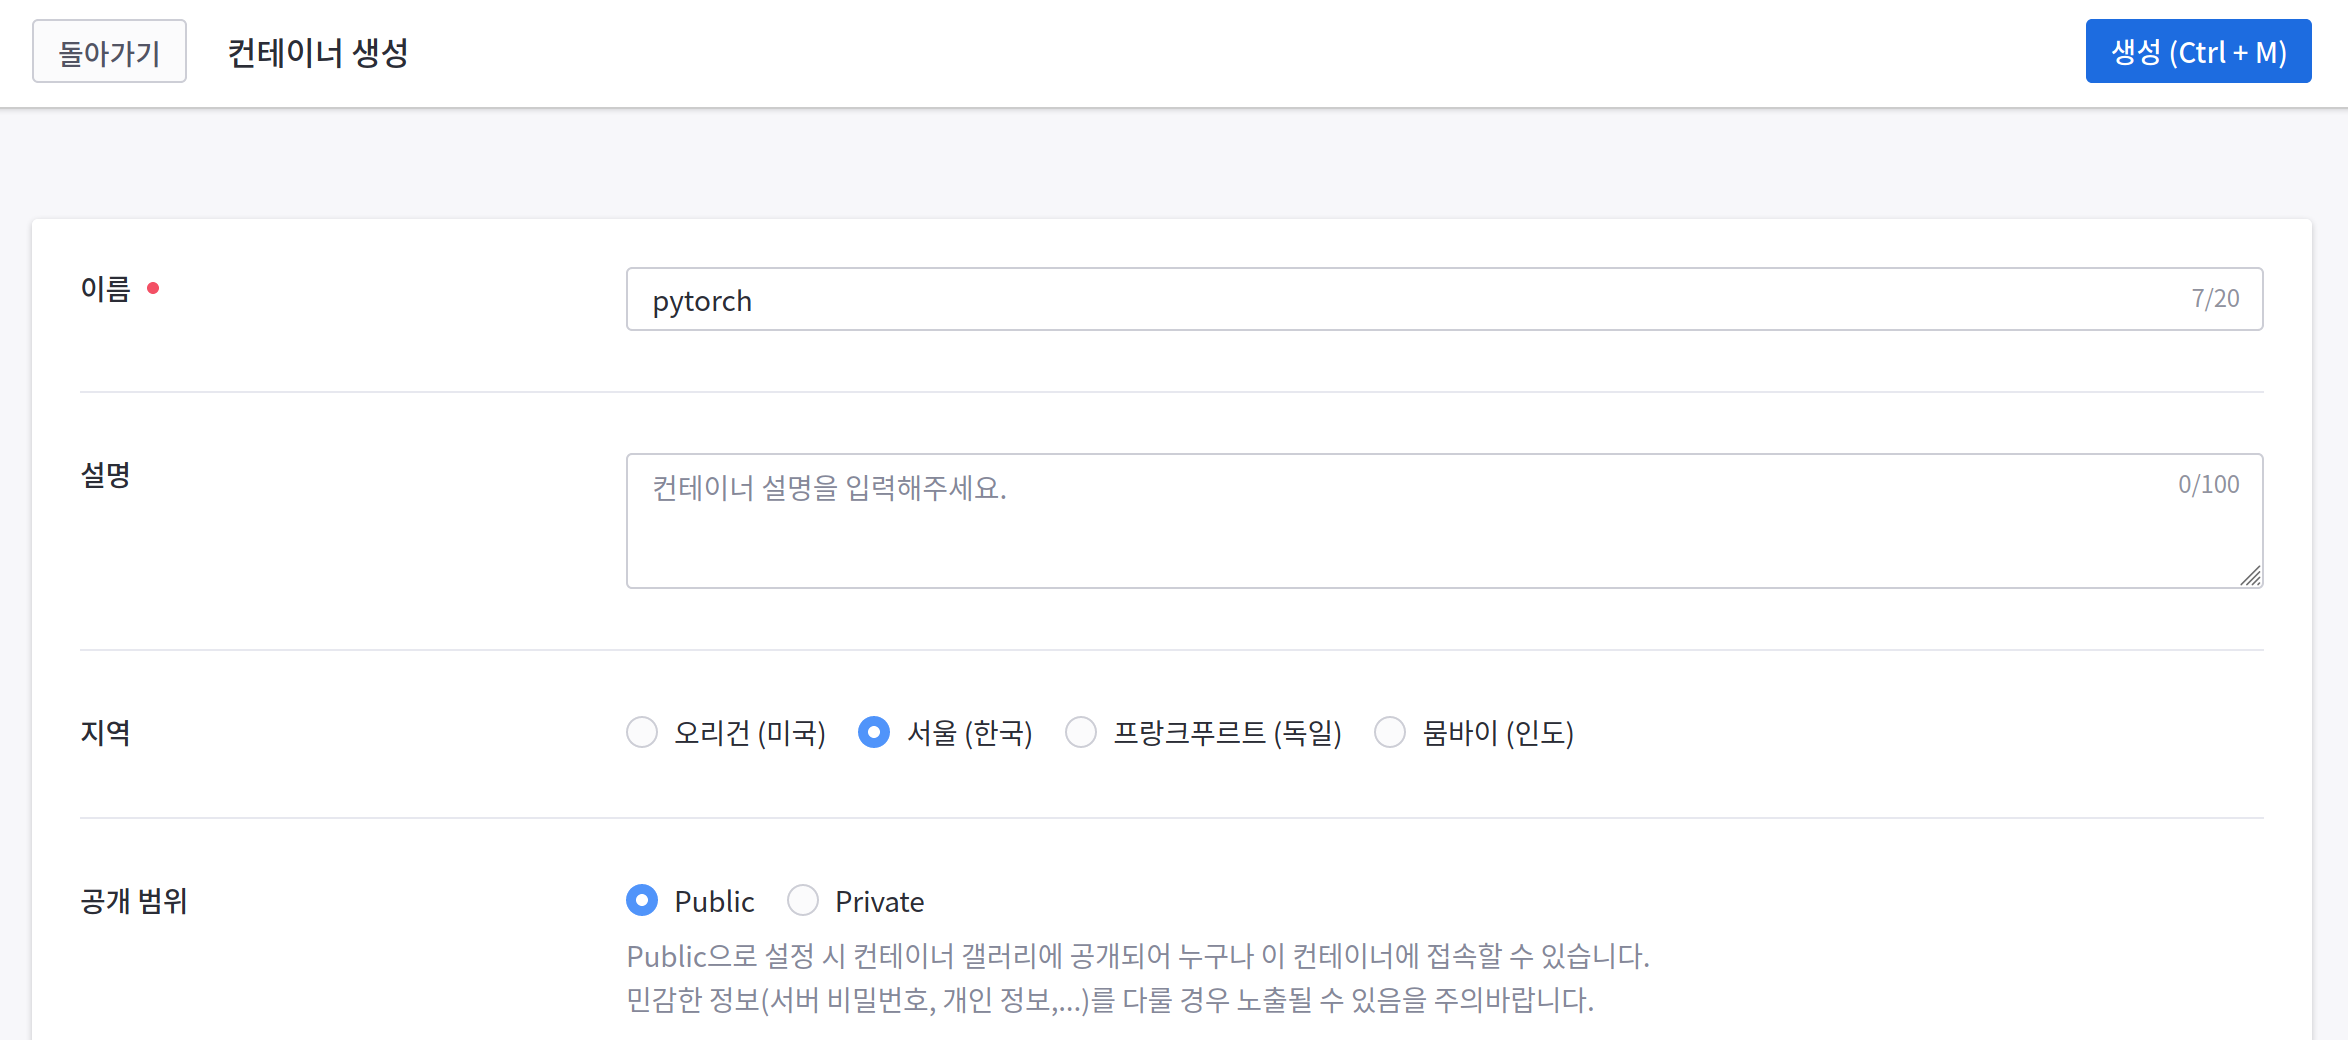 돌아가기 컨테이너 생성 생성 (Ctrl + M)
이름 pytorch 7/20
설명 컨테이너 설명을 입력해주세요. 0/100
지역 오리건 (미국) 서울 (한국) 프랑크푸르트 (독일) 뭄바이 (인도)
공개 범위 Public Private
Public으로 설정 시 컨테이너 갤러리에 공개되어 누구나 이 컨테이너에 접속할 수 있습니다.
민감한 정보(서버 비밀번호, 개인 정보,...)를 다룰 경우 노출될 수 있음을 주의바랍니다.